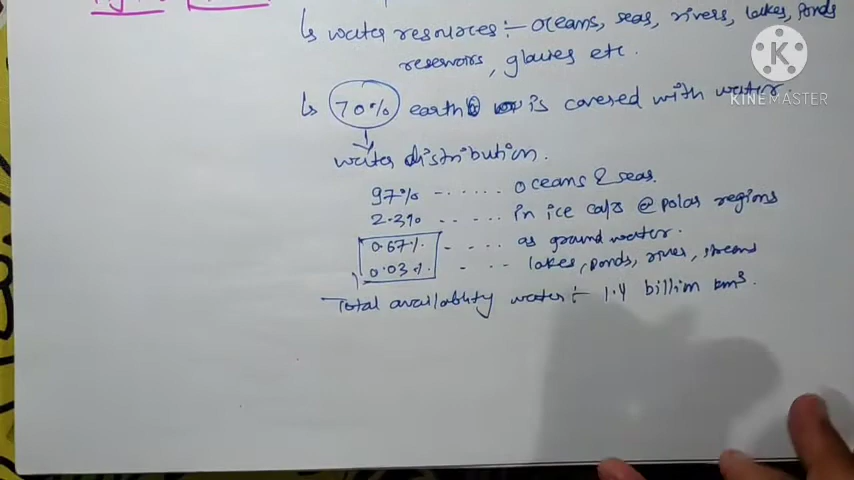 ↳ water resources :- oceans, seas, rivers, lakes, ponds
reservoirs, glaciers etc.
↳ 70% earth is covered with water.
water distribution.
97% ------ oceans & seas.
2.3% ------ in ice caps @ polar regions
0.67% ---- as ground water.
0.03% - -- lakes, ponds, river, streams
Total availability water :- 1.4 billion km³.
KINEMASTER